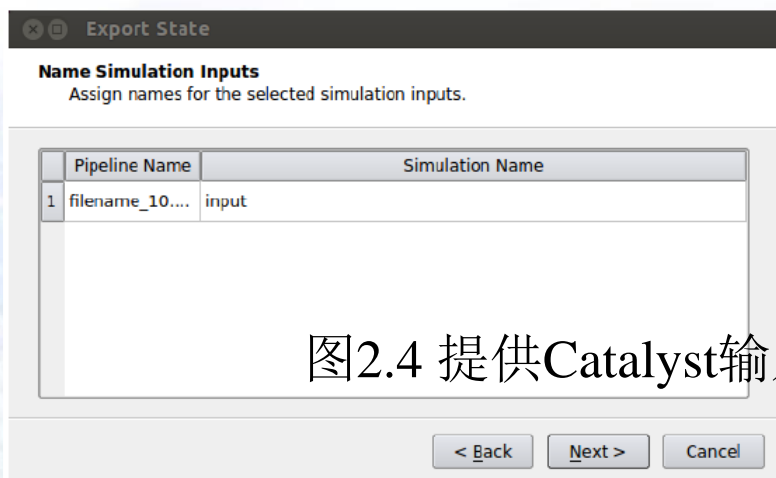 Export State
Name Simulation Inputs
Assign names for the selected simulation inputs.
Pipeline Name Simulation Name
1 filename_10.... input
图2.4 提供Catalyst输
< Back Next > Cancel